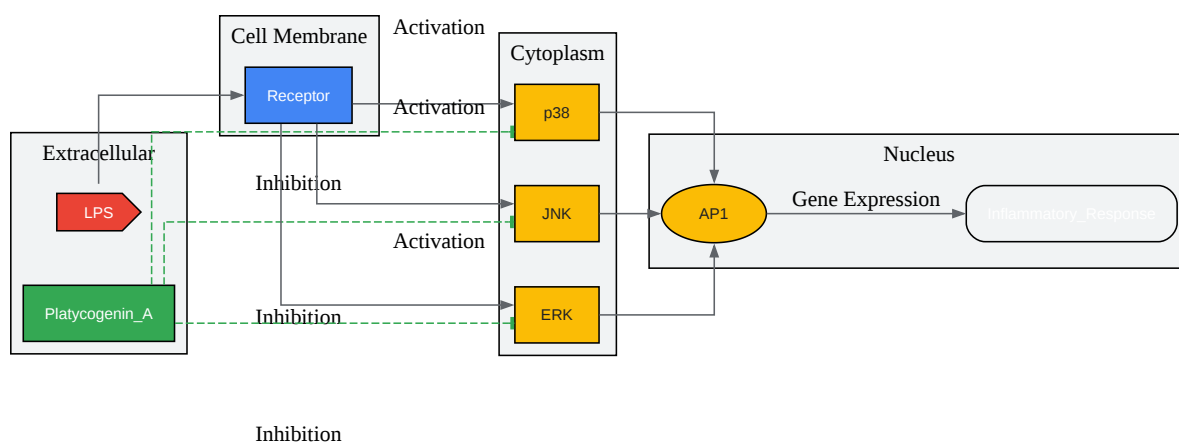 Activation
Cell Membrane
Cytoplasm
Receptor
Activation
p38
Extracellular
Nucleus
Inhibition
LPS
JNK
AP1
Gene Expression
Inflammatory_Response
Activation
Platycogenin_A
Inhibition
ERK
Inhibition